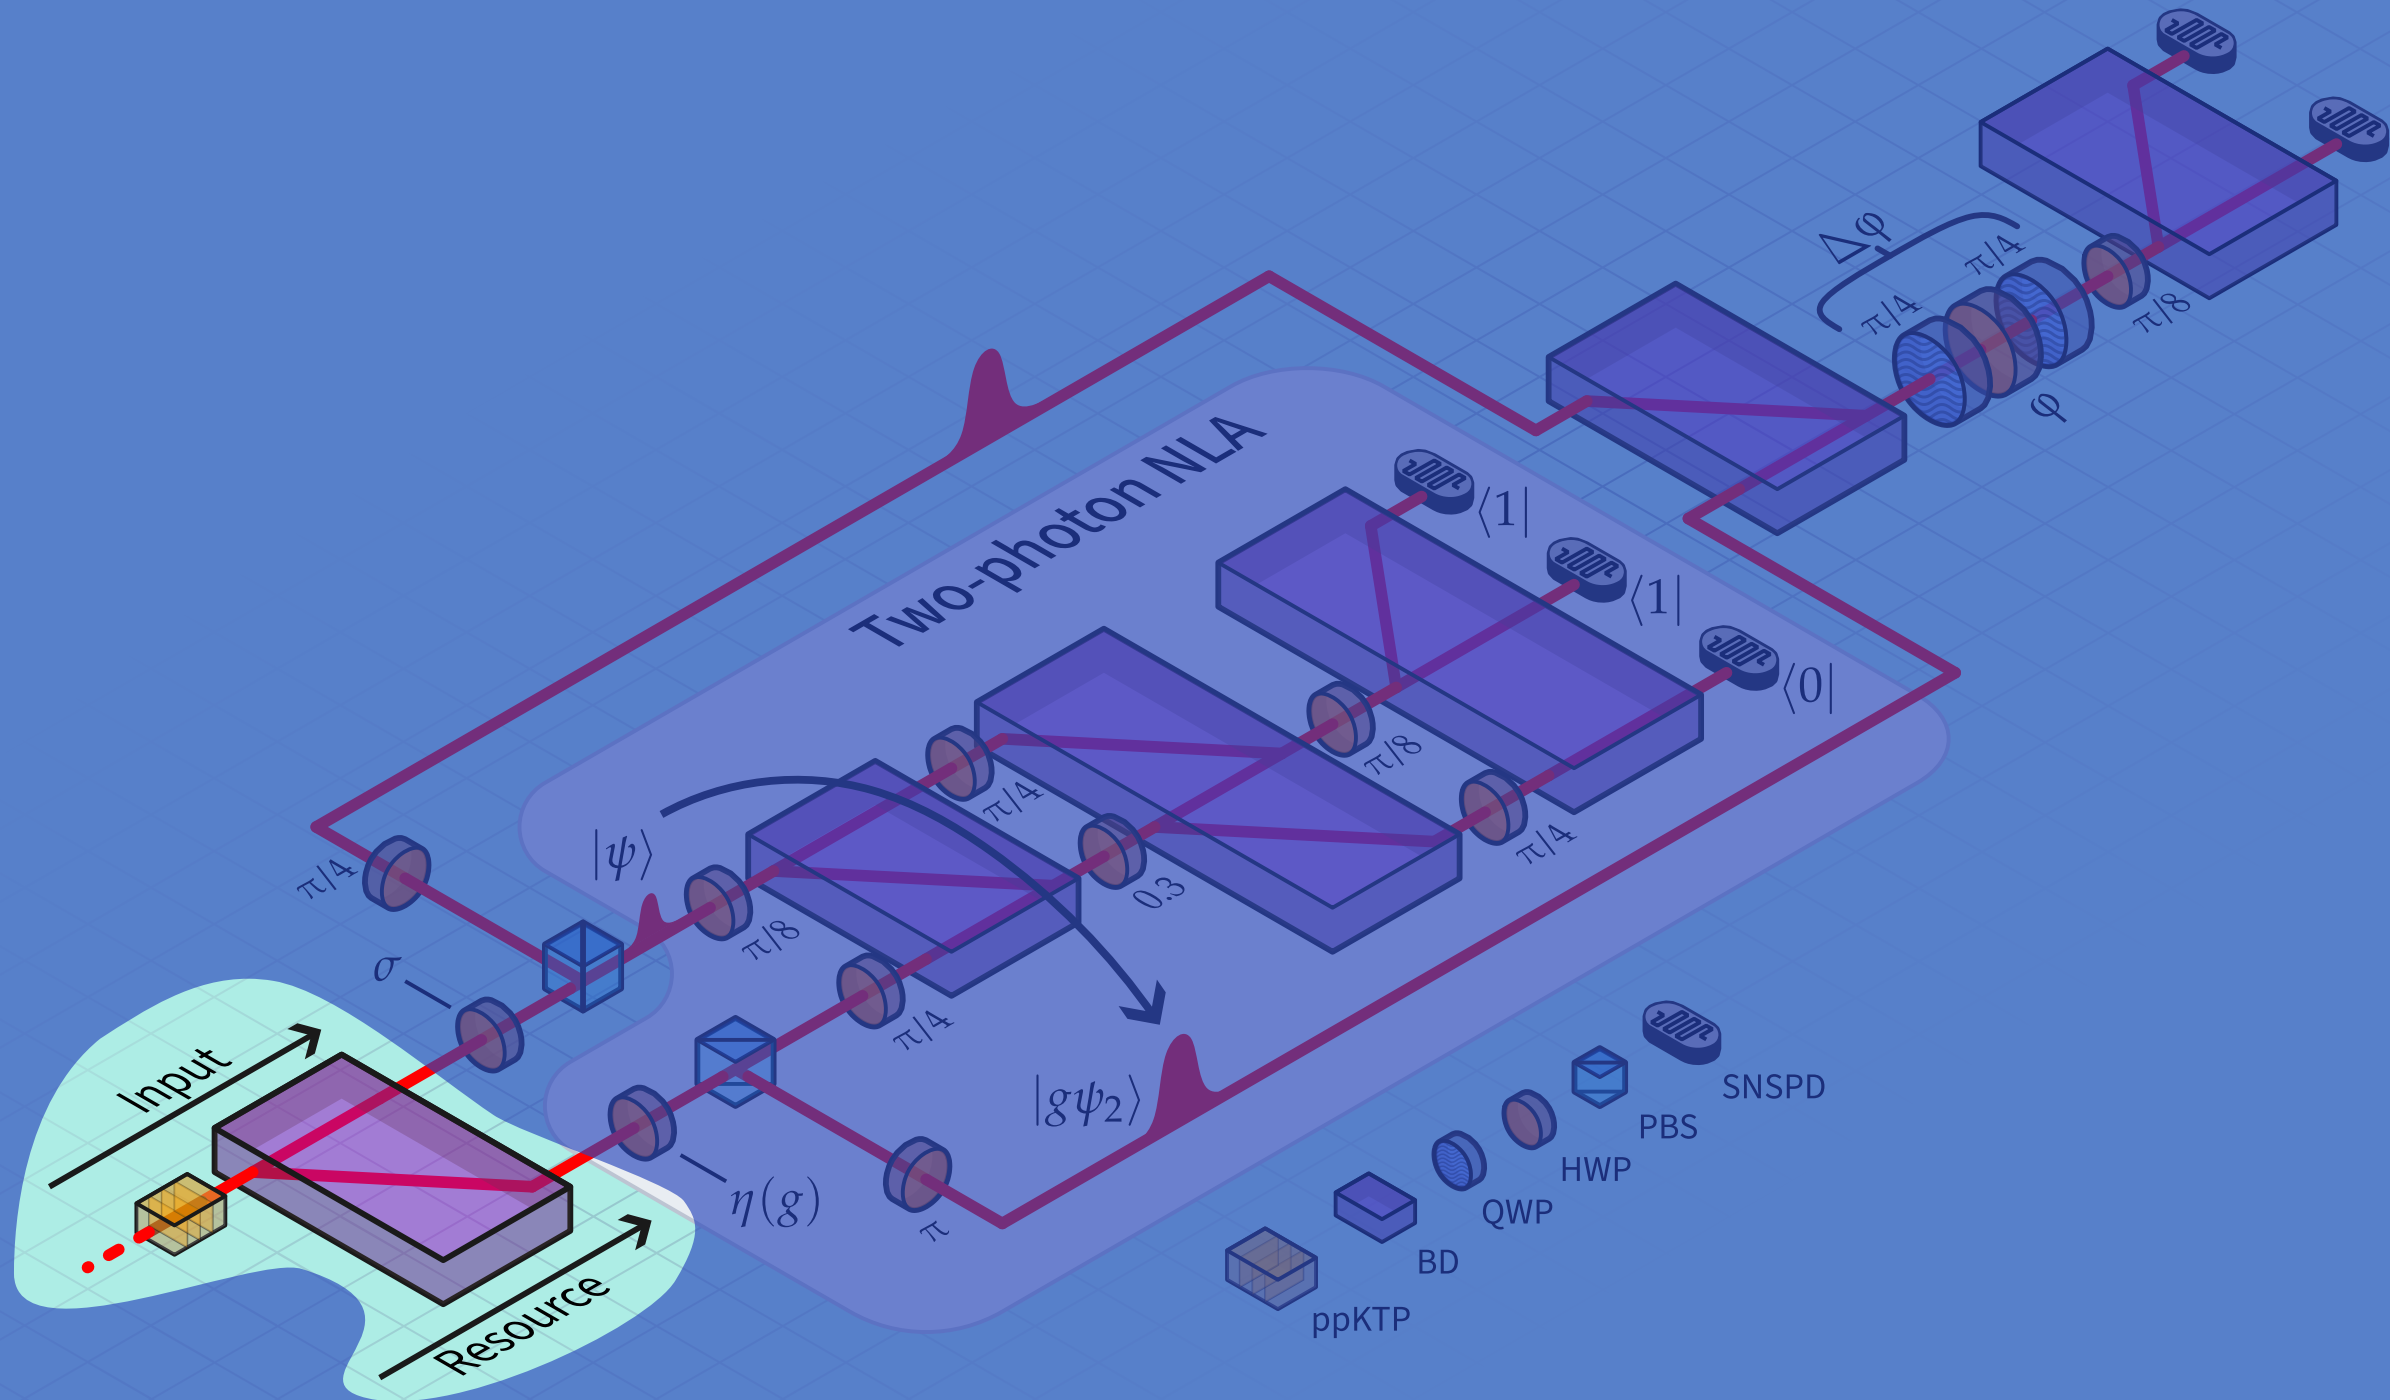 Δφ
π/4
π/4
π/8
φ
Two-photon NLA
⟨1|
⟨1|
⟨0|
π/8
π/4
π/4
0.3
|ψ⟩
π/8
π/4
π/4
σ
Input
|gψ₂⟩
η(g)
π
Resource
SNSPD
PBS
HWP
QWP
BD
ppKTP